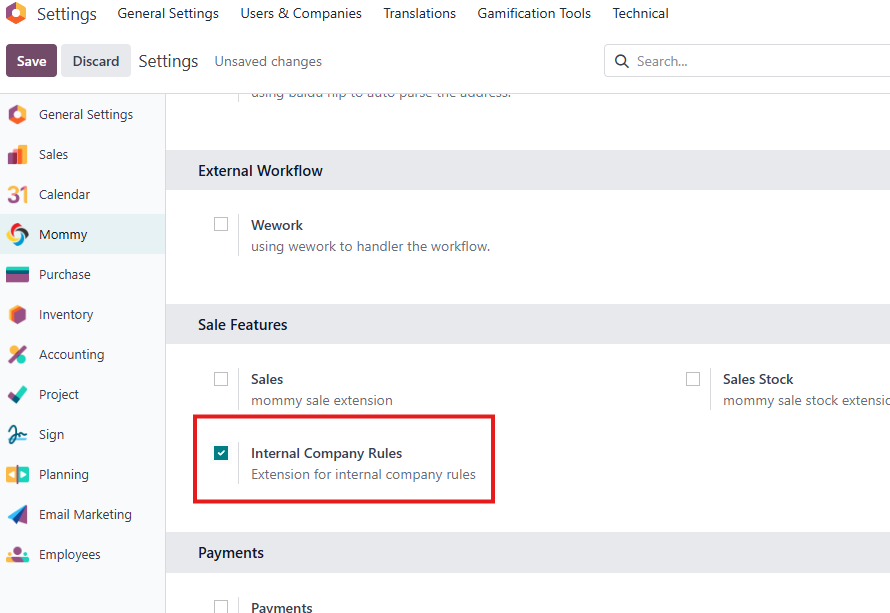 Settings General Settings Users & Companies Translations Gamification Tools Technical
Save Discard Settings Unsaved changes Search...
using baidu nlp to auto parse the address.
General Settings
Sales
31 Calendar
Mommy
Purchase
Inventory
Accounting
Project
Sign
Planning
Email Marketing
Employees
External Workflow
Wework
using wework to handler the workflow.
Sale Features
Sales
mommy sale extension
Sales Stock
mommy sale stock extensio
Internal Company Rules
Extension for internal company rules
Payments
Payments